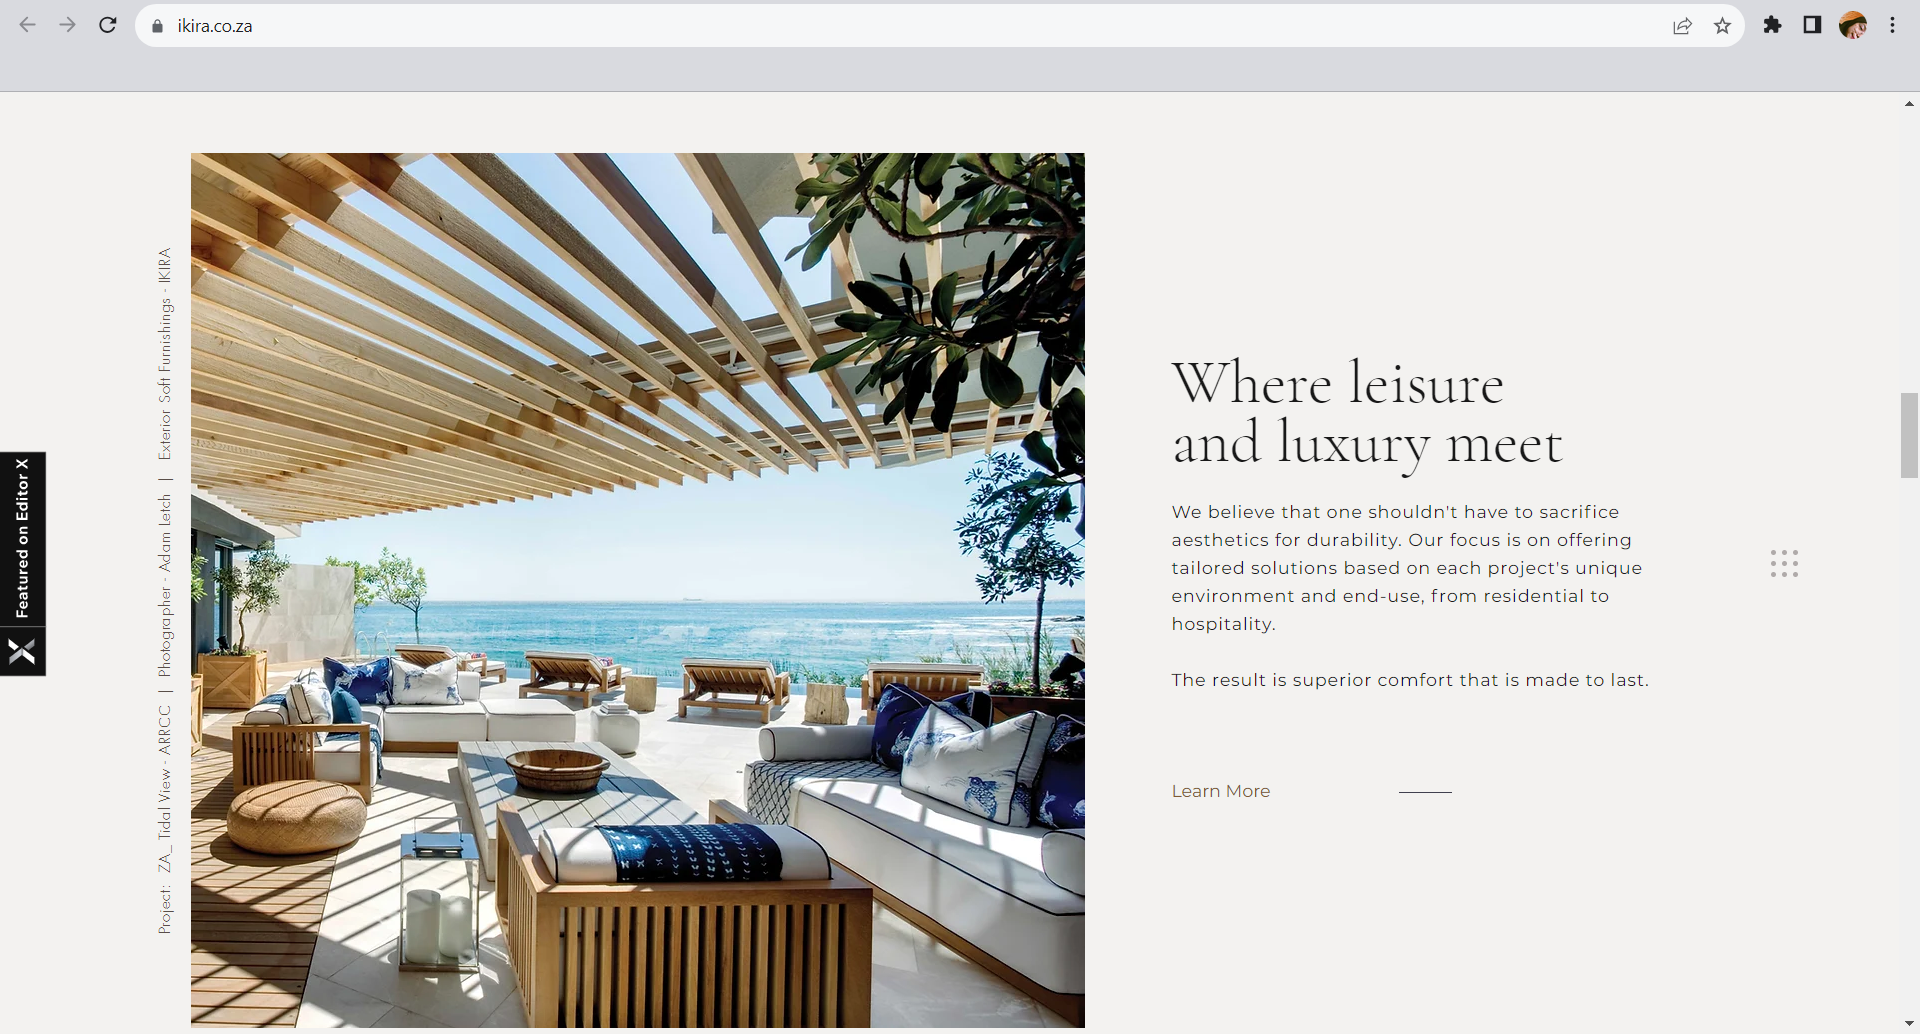 ikira.co.za
Featured on Editor X
Project: ZA_ Tidal View - ARRCC | Photographer - Adam Letch | Exterior Soft Furnishings - IKIRA
Where leisure
and luxury meet
We believe that one shouldn't have to sacrifice
aesthetics for durability. Our focus is on offering
tailored solutions based on each project's unique
environment and end-use, from residential to
hospitality.
The result is superior comfort that is made to last.
Learn More